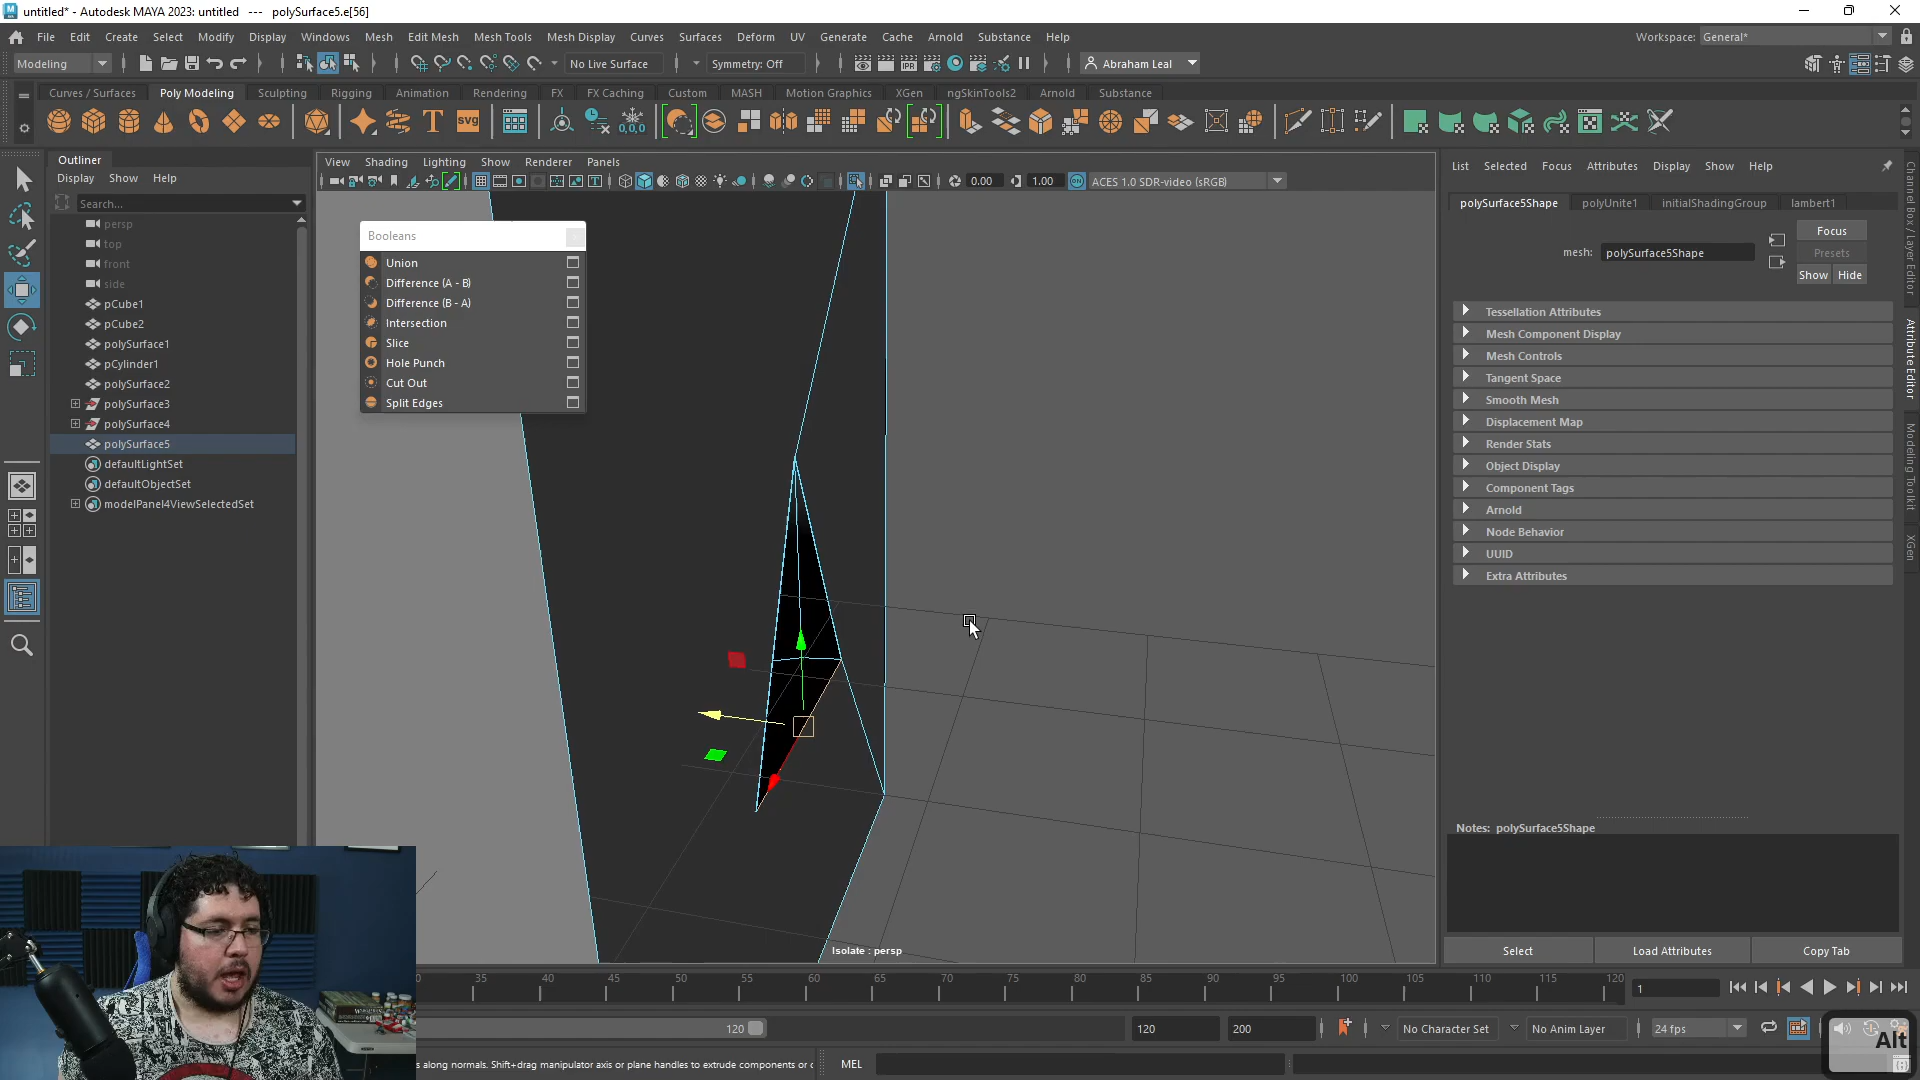 untitled* - Autodesk MAYA 2023: untitled --- polySurface5.e[56]
File Edit Create Select Modify Display Windows Mesh Edit Mesh Mesh Tools Mesh Display Curves Surfaces Deform UV Generate Cache Arnold Substance Help
Workspace: General*
Modeling
No Live Surface
Symmetry: Off
Abraham Leal
Curves / Surfaces Poly Modeling Sculpting Rigging Animation Rendering FX FX Caching Custom MASH Motion Graphics XGen ngSkinTools2 Arnold Substance
Outliner
Display Show Help
Search...
persp
top
front
side
pCube1
pCube2
polySurface1
pCylinder1
polySurface2
polySurface3
polySurface4
polySurface5
defaultLightSet
defaultObjectSet
modelPanel4ViewSelectedSet
View Shading Lighting Show Renderer Panels
0.00
1.00
ACES 1.0 SDR-video (sRGB)
Booleans
Union
Difference (A - B)
Difference (B - A)
Intersection
Slice
Hole Punch
Cut Out
Split Edges
Isolate : persp
List Selected Focus Attributes Display Show Help
polySurface5Shape polyUnite1 initialShadingGroup lambert1
mesh: polySurface5Shape
Focus
Presets
Show Hide
Tessellation Attributes
Mesh Component Display
Mesh Controls
Tangent Space
Smooth Mesh
Displacement Map
Render Stats
Object Display
Component Tags
Arnold
Node Behavior
UUID
Extra Attributes
Notes: polySurface5Shape
Select Load Attributes Copy Tab
Channel Box / Layer Editor
Attribute Editor
Modeling Toolkit
XGen
35 40 45 50 55 60 65 70 75 80 85 90 95 100 105 110 115 120
1
120
120
200
No Character Set
No Anim Layer
24 fps
Alt
s along normals. Shift+drag manipulator axis or plane handles to extrude components or c
MEL